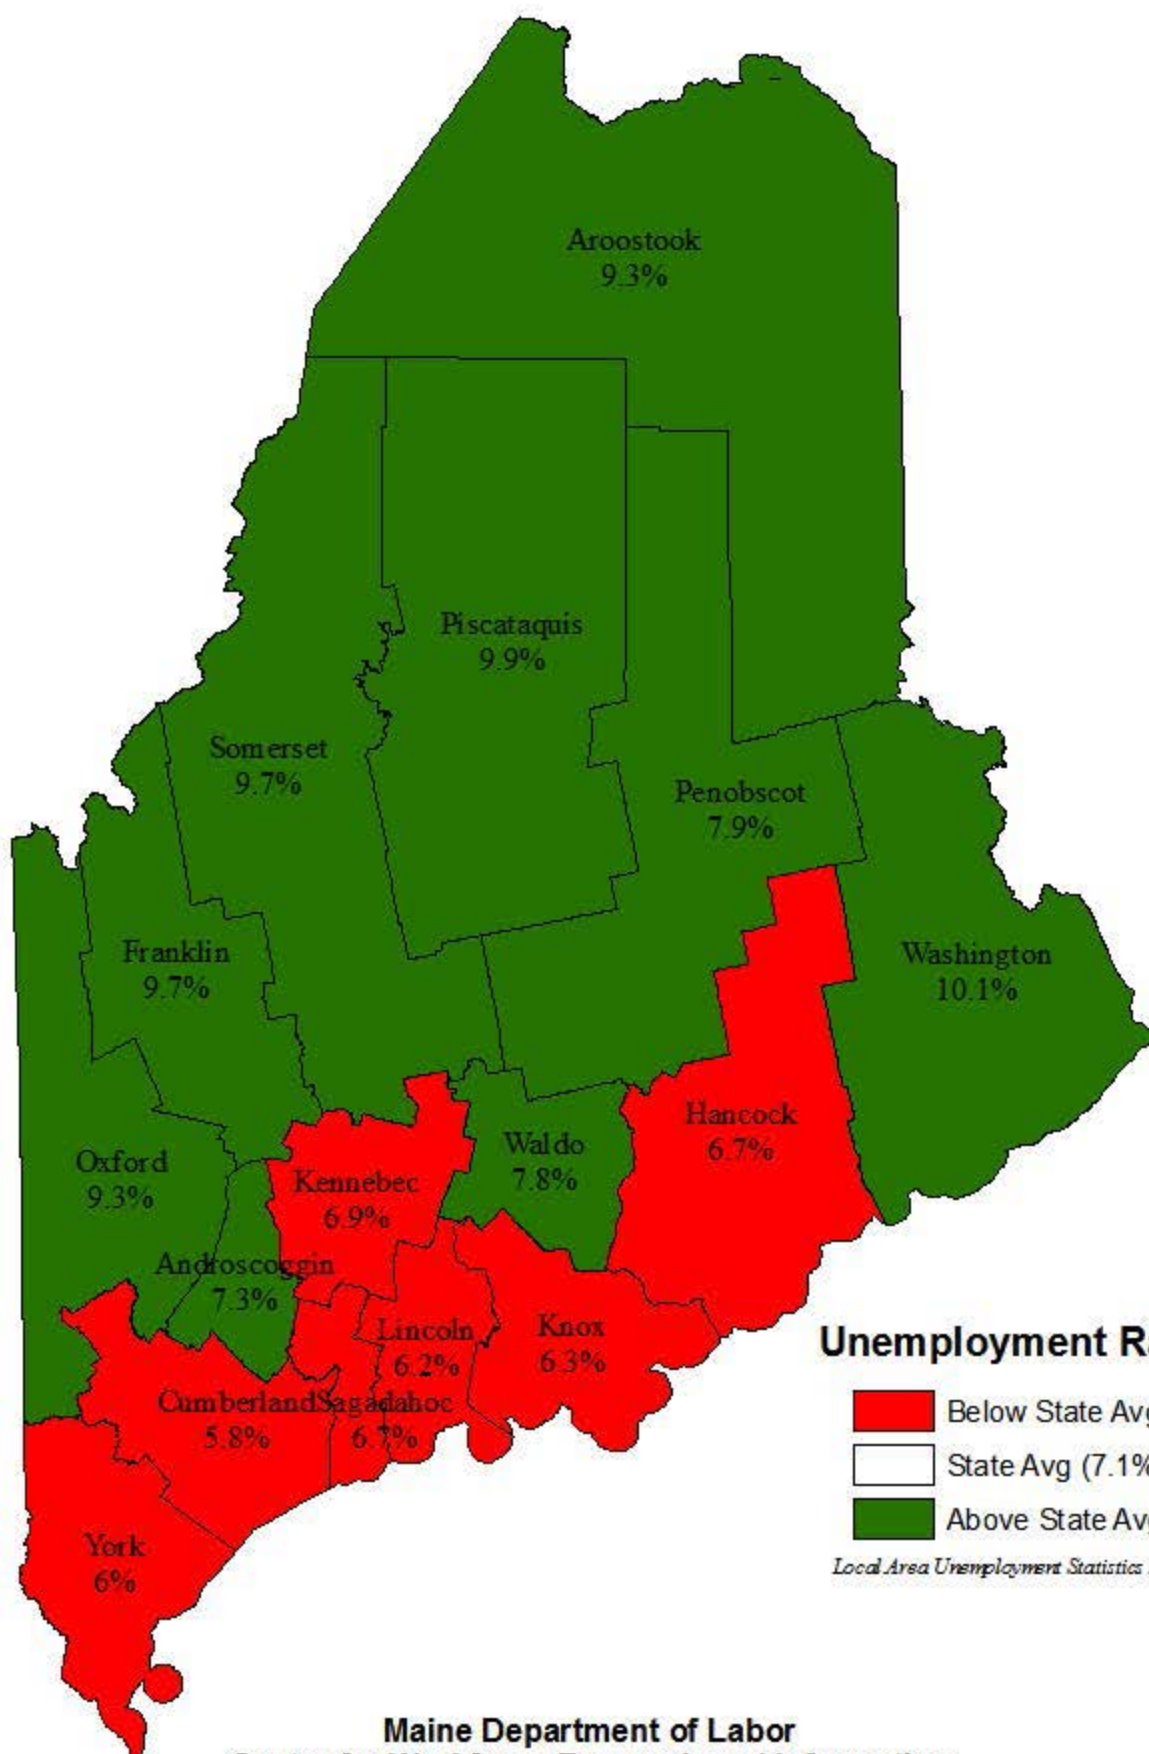 Aroostook
9.3%
Piscataquis
9.9%
Somerset
9.7%
Penobscot
7.9%
Franklin
9.7%
Washington
10.1%
Hancock
6.7%
Waldo
7.8%
Oxford
9.3%
Kennebec
6.9%
Androscoggin
7.3%
Lincoln
6.2%
Knox
6.3%
Cumberland
5.8%
Sagadahoc
York
6%
Unemployment
Below State
State Avg (7.1%
Above State
Local Area Unemployment Statistics
Maine Department of Labor